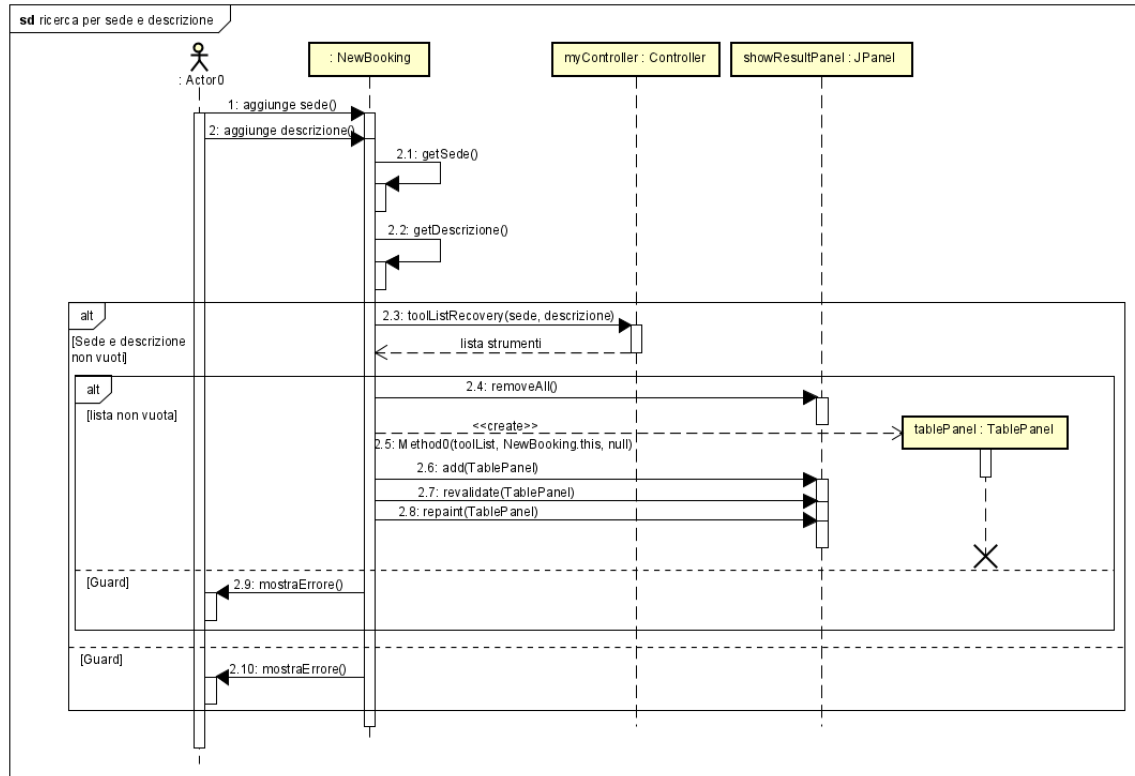 sd ricerca per sede e descrizione
: Actor0
: NewBooking
myController : Controller
showResultPanel : JPanel
1: aggiunge sede()
2: aggiunge descrizione()
2.1: getSede()
2.2: getDescrizione()
alt
[Sede e descrizione
non vuoti]
2.3: toolListRecovery(sede, descrizione)
lista strumenti
alt
[lista non vuota]
2.4: removeAll()
<<create>>
tablePanel : TablePanel
2.5: Method0(toolList, NewBooking.this, null)
2.6: add(TablePanel)
2.7: revalidate(TablePanel)
2.8: repaint(TablePanel)
[Guard]
2.9: mostraErrore()
[Guard]
2.10: mostraErrore()